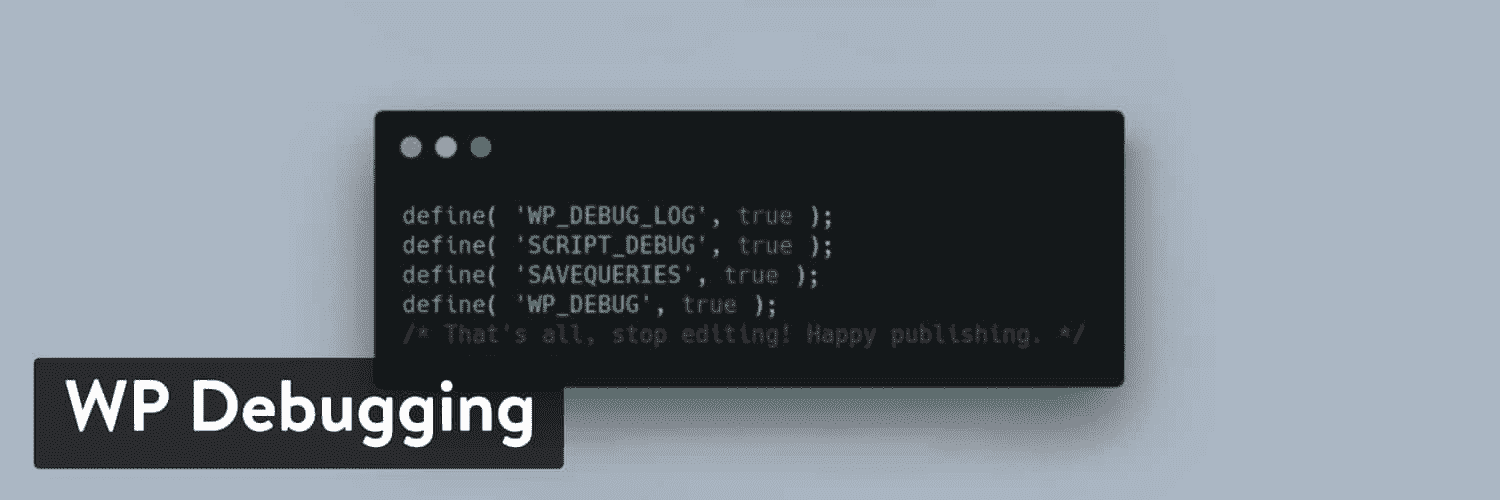 define( 'WP_DEBUG_LOG', true );
define( 'SCRIPT_DEBUG', true );
define( 'SAVEQUERIES', true );
define( 'WP_DEBUG', true );
/* That's all, stop editing! Happy publishing. */
WP Debugging